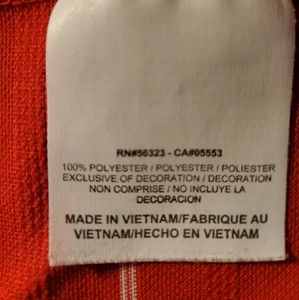 RN#56323 - CA#05553
100% POLYESTER / POLYESTER / POLIESTER
EXCLUSIVE OF DECORATION / DECORATION
NON COMPRISE / NO INCLUYE LA
DECORACION
MADE IN VIETNAM/FABRIQUE AU
VIETNAM/HECHO EN VIETNAM